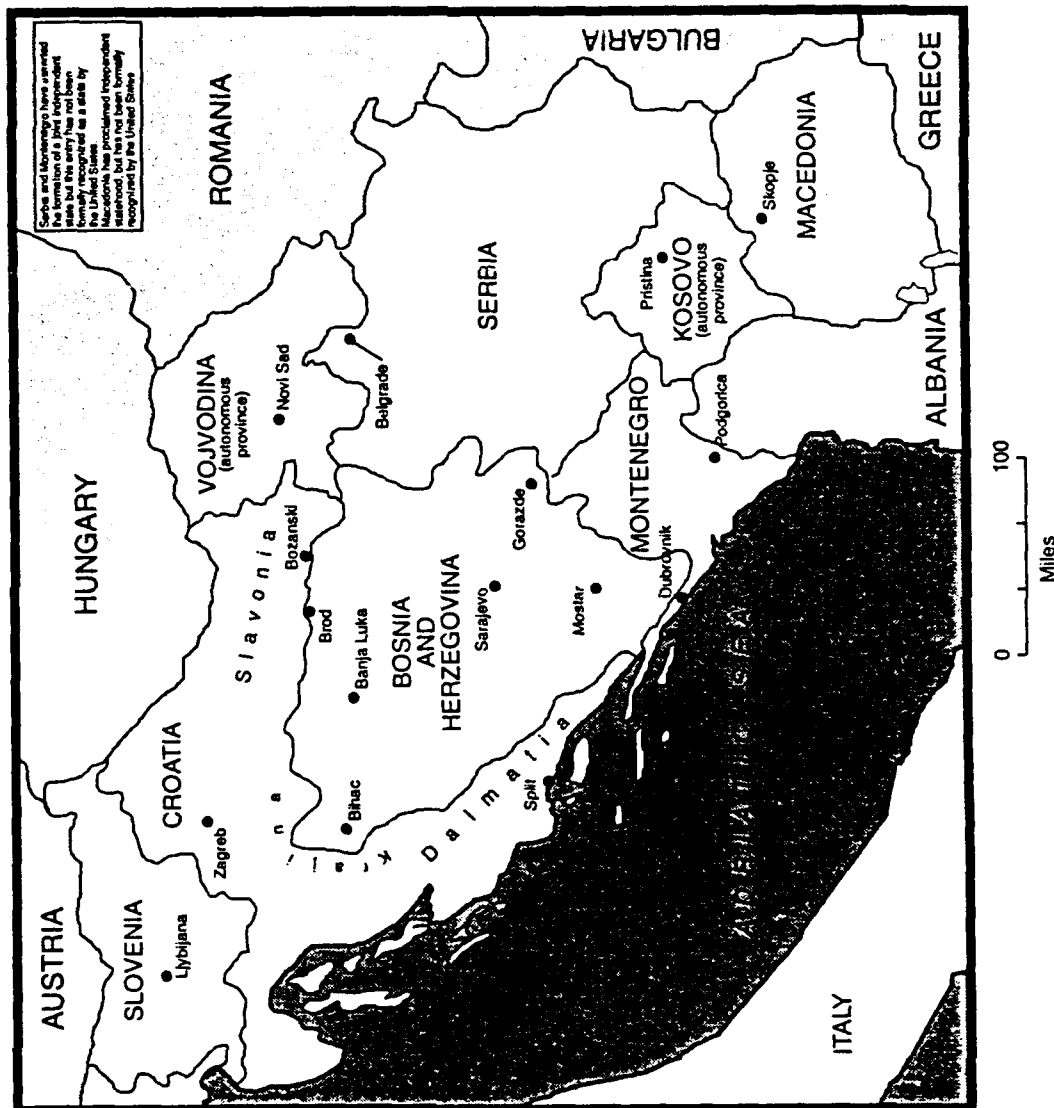 Serbia and Montenegro have asserted
the formation of a joint independent
state but this entity has not been
formally recognized as a state by
the United States.
Macedonia has proclaimed independent
statehood, but has not been formally
recognized by the United States
AUSTRIA
HUNGARY
ROMANIA
SLOVENIA
Ljybijana
CROATIA
Zagreb
Slavonia
VOJVODINA
(autonomous
province)
Novi Sad
Bozanski
Brod
Belgrade
Krajina
Bihac
Banja Luka
BOSNIA
AND
HERZEGOVINA
SERBIA
Dalmatia
Sarajevo
Gorazde
Split
Mostar
MONTENEGRO
Dubrovnik
Podgorica
Pristina
KOSOVO
(autonomous
province)
BULGARIA
Skopje
MACEDONIA
ITALY
ALBANIA
GREECE
0
100
Miles